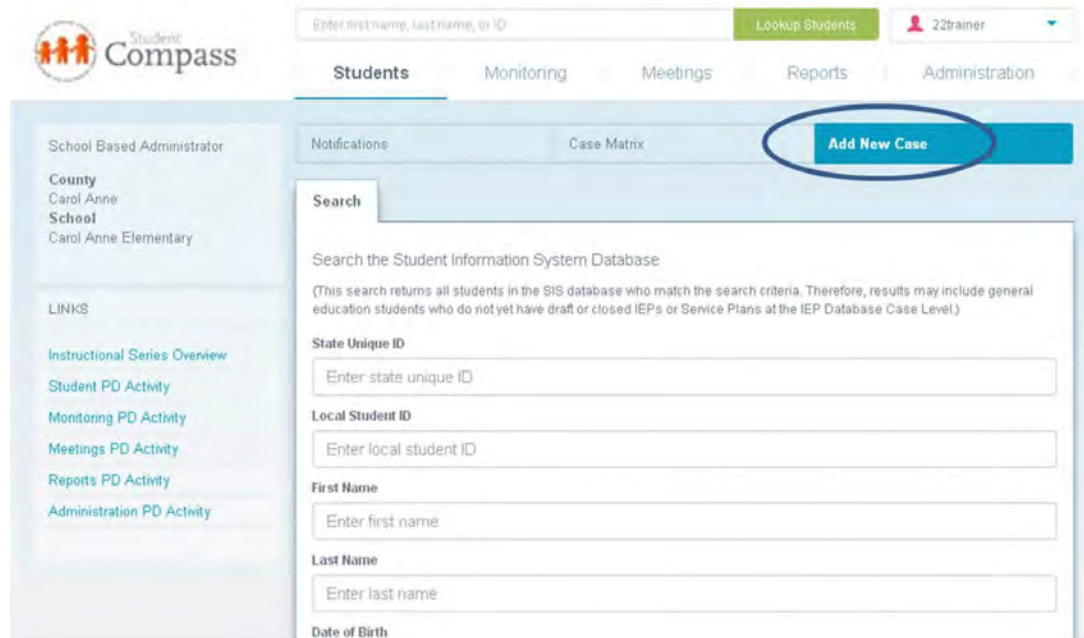 Student
Compass
Enter first name, last name, or ID
Lookup Students
22trainer
Students
Monitoring
Meetings
Reports
Administration
School Based Administrator
County
Carol Anne
School
Carol Anne Elementary
LINKS
Instructional Series Overview
Student PD Activity
Monitoring PD Activity
Meetings PD Activity
Reports PD Activity
Administration PD Activity
Notifications
Case Matrix
Add New Case
Search
Search the Student Information System Database
(This search returns all students in the SIS database who match the search criteria. Therefore, results may include general
education students who do not yet have draft or closed IEPs or Service Plans at the IEP Database Case Level.)
State Unique ID
Enter state unique ID
Local Student ID
Enter local student ID
First Name
Enter first name
Last Name
Enter last name
Date of Birth